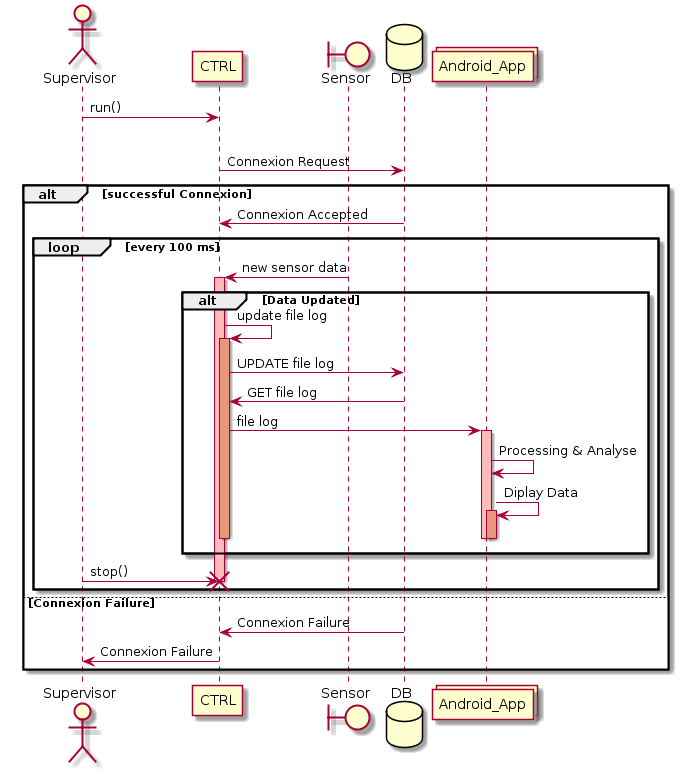 Supervisor
CTRL
Sensor
DB
Android_App
run()
Connexion Request
alt [successful Connexion]
Connexion Accepted
loop [every 100 ms]
new sensor data
alt [Data Updated]
update file log
UPDATE file log
GET file log
file log
Processing & Analyse
Diplay Data
stop()
[Connexion Failure]
Connexion Failure
Connexion Failure
Supervisor
CTRL
Sensor
DB
Android_App